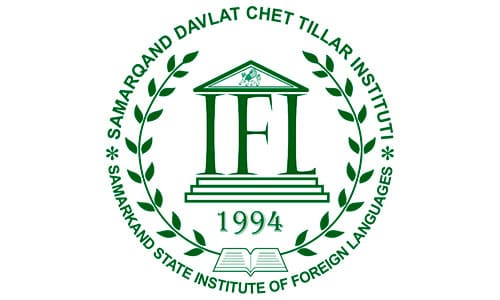 SAMARQAND DAVLAT CHET TILLAR INSTITUTI
IFL
1994
* SAMARKAND STATE INSTITUTE OF FOREIGN LANGUAGES *